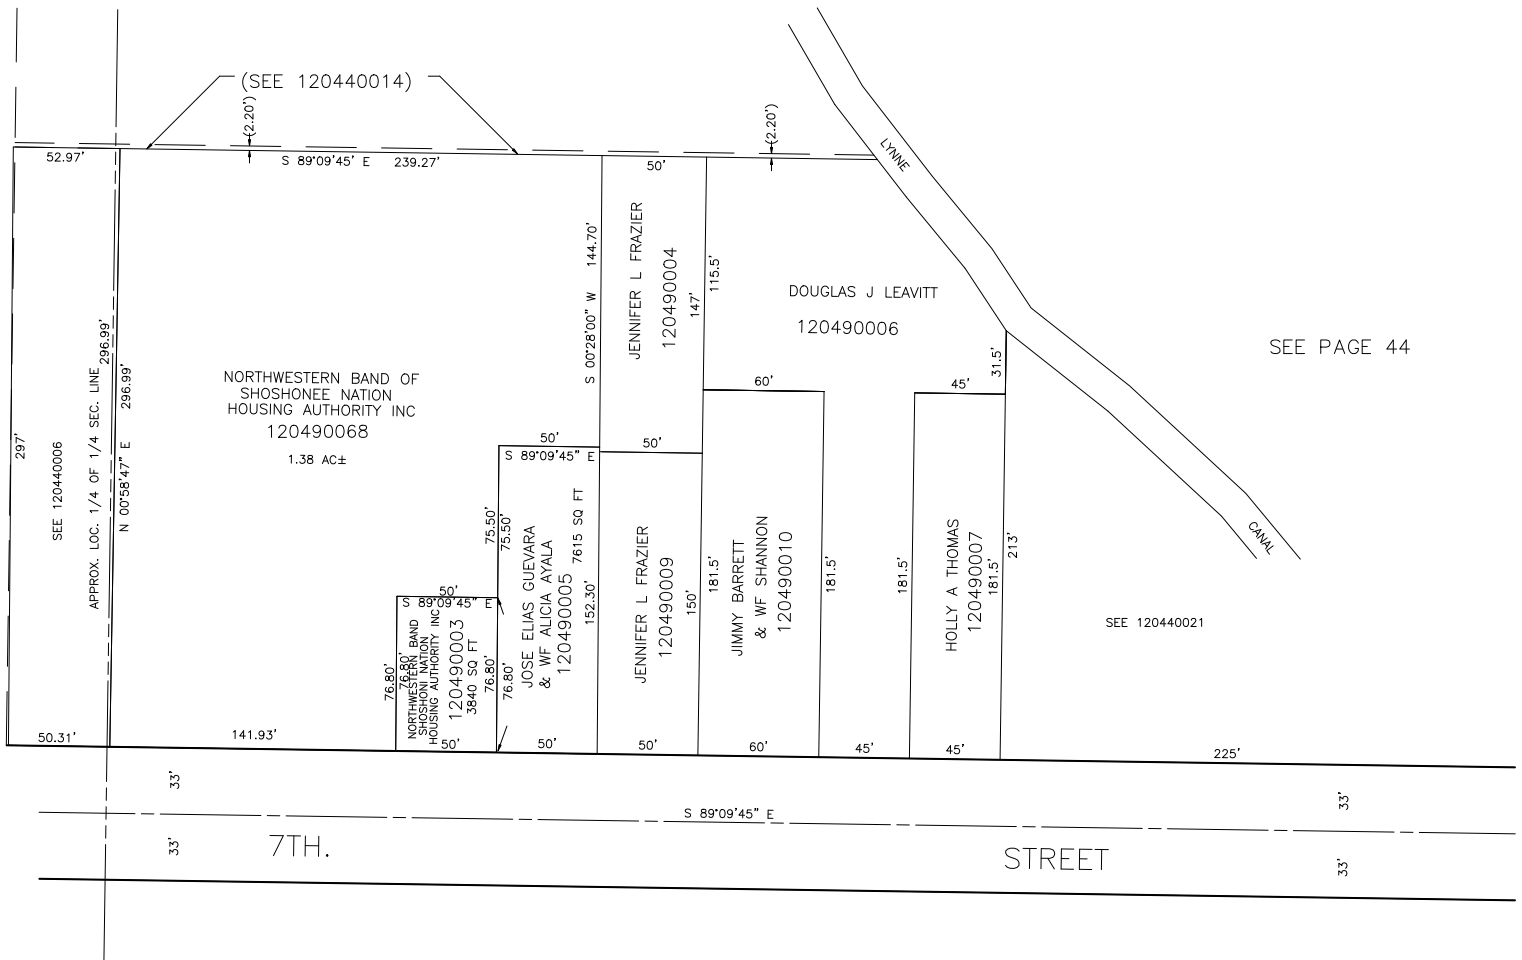 (SEE 120440014)
(2.20')
(2.20')
52.97'
S 89°09'45' E 239.27'
50'
LYNNE
CANAL
297'
SEE 120440006
APPROX. LOC. 1/4 OF 1/4 SEC. LINE
296.99'
N 00°58'47" E 296.99'
NORTHWESTERN BAND OF
SHOSHONEE NATION
HOUSING AUTHORITY INC
120490068
1.38 AC±
S 00°28'00" W 144.70'
JENNIFER L FRAZIER
120490004
147'
115.5'
DOUGLAS J LEAVITT
120490006
SEE PAGE 44
31.5'
60'
45'
50'
S 89°09'45" E
50'
75.50'
75.50'
JOSE ELIAS GUEVARA
& WF ALICIA AYALA
120490005
7615 SQ FT
152.30'
50'
S 89°09'45" E
76.80'
76.80'
NORTHWESTERN BAND
SHOSHONI NATION
HOUSING AUTHORITY INC
120490003
3840 SQ FT
76.80'
76.80'
JENNIFER L FRAZIER
120490009
150'
181.5'
JIMMY BARRETT
& WF SHANNON
120490010
181.5'
181.5'
HOLLY A THOMAS
120490007
181.5'
213'
SEE 120440021
50.31'
141.93'
50'
50'
50'
60'
45'
45'
225'
33'
33'
S 89°09'45" E
33'
33'
7TH.
STREET